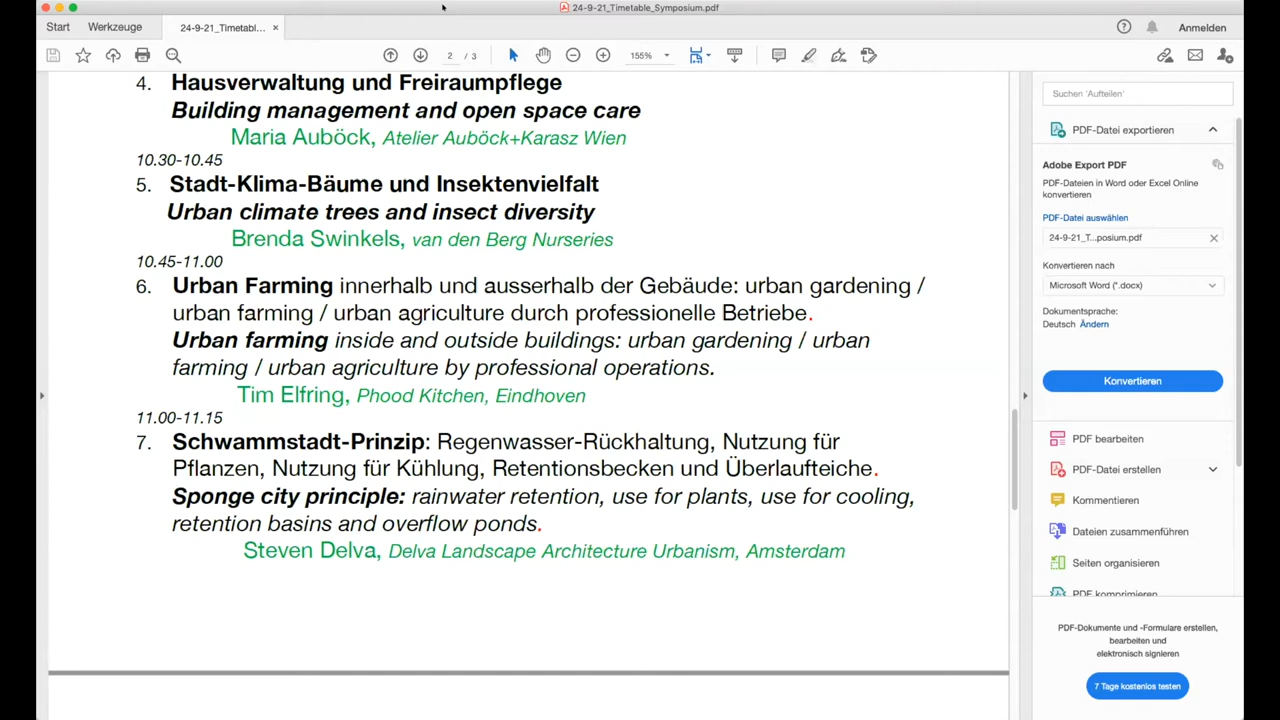 24-9-21_Timetable_Symposium.pdf
Start Werkzeuge 24-9-21_Timetabl... × Anmelden
2 / 3 155%
4. Hausverwaltung und Freiraumpflege
Building management and open space care
Maria Auböck, Atelier Auböck+Karasz Wien
10.30-10.45
5. Stadt-Klima-Bäume und Insektenvielfalt
Urban climate trees and insect diversity
Brenda Swinkels, van den Berg Nurseries
10.45-11.00
6. Urban Farming innerhalb und ausserhalb der Gebäude: urban gardening /
urban farming / urban agriculture durch professionelle Betriebe.
Urban farming inside and outside buildings: urban gardening / urban
farming / urban agriculture by professional operations.
Tim Elfring, Phood Kitchen, Eindhoven
11.00-11.15
7. Schwammstadt-Prinzip: Regenwasser-Rückhaltung, Nutzung für
Pflanzen, Nutzung für Kühlung, Retentionsbecken und Überlaufteiche.
Sponge city principle: rainwater retention, use for plants, use for cooling,
retention basins and overflow ponds.
Steven Delva, Delva Landscape Architecture Urbanism, Amsterdam
Suchen 'Aufteilen'
PDF-Datei exportieren
Adobe Export PDF
PDF-Dateien in Word oder Excel Online
konvertieren
PDF-Datei auswählen
24-9-21_T...posium.pdf
Konvertieren nach
Microsoft Word (*.docx)
Dokumentsprache:
Deutsch Ändern
Konvertieren
PDF bearbeiten
PDF-Datei erstellen
Kommentieren
Dateien zusammenführen
Seiten organisieren
PDF komprimieren
PDF-Dokumente und -Formulare erstellen,
bearbeiten und
elektronisch signieren
7 Tage kostenlos testen